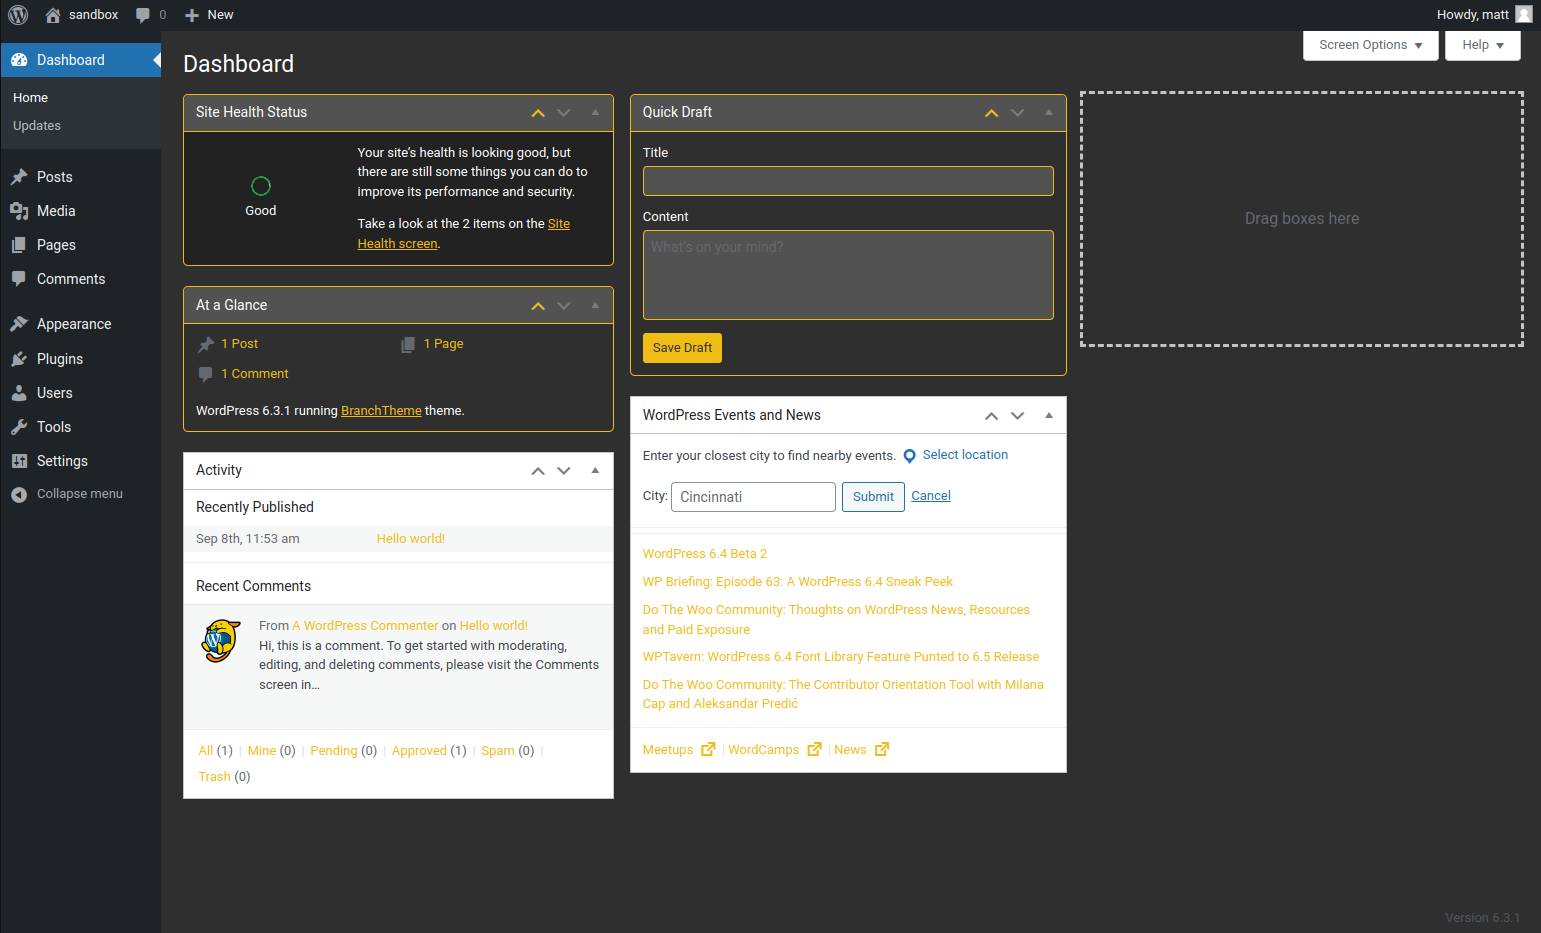 sandbox
0
New
Howdy, matt
Dashboard
Home
Updates
Posts
Media
Pages
Comments
Appearance
Plugins
Users
Tools
Settings
Collapse menu
Screen Options
Help
Dashboard
Site Health Status
Good
Your site's health is looking good, but
there are still some things you can do to
improve its performance and security.
Take a look at the 2 items on the Site
Health screen.
At a Glance
1 Post
1 Page
1 Comment
WordPress 6.3.1 running BranchTheme theme.
Activity
Recently Published
Sep 8th, 11:53 am
Hello world!
Recent Comments
From A WordPress Commenter on Hello world!
Hi, this is a comment. To get started with moderating,
editing, and deleting comments, please visit the Comments
screen in…
All (1) | Mine (0) | Pending (0) | Approved (1) | Spam (0) |
Trash (0)
Quick Draft
Title
Content
What's on your mind?
Save Draft
WordPress Events and News
Enter your closest city to find nearby events.
Select location
City:
Cincinnati
Submit
Cancel
WordPress 6.4 Beta 2
WP Briefing: Episode 63: A WordPress 6.4 Sneak Peek
Do The Woo Community: Thoughts on WordPress News, Resources
and Paid Exposure
WPTavern: WordPress 6.4 Font Library Feature Punted to 6.5 Release
Do The Woo Community: The Contributor Orientation Tool with Milana
Cap and Aleksandar Predić
Meetups | WordCamps | News
Drag boxes here
Version 6.3.1